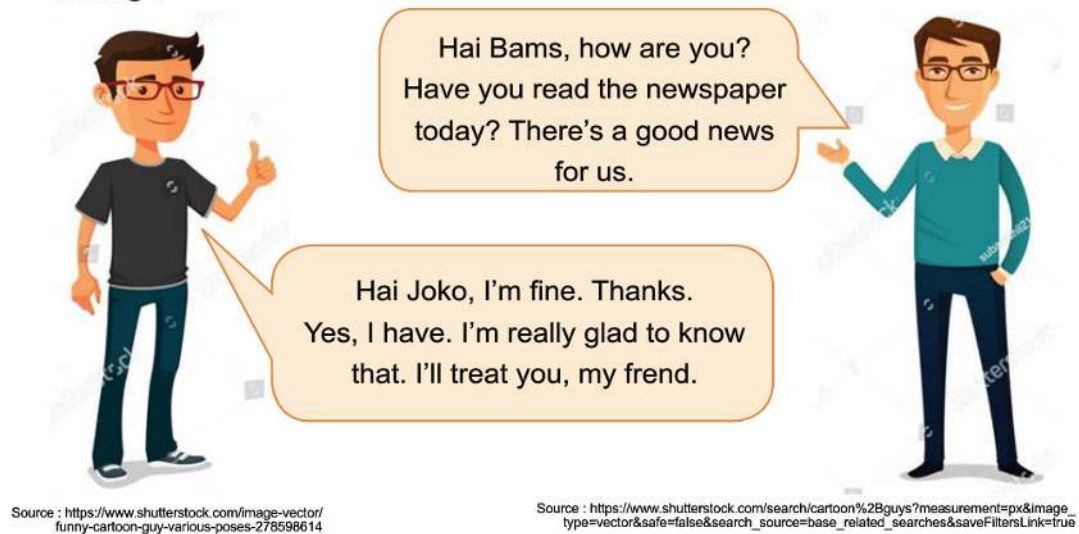 Hai Bams, how are you?
Have you read the newspaper
today? There's a good news
for us.
Hai Joko, I'm fine. Thanks.
Yes, I have. I'm really glad to know
that. I'll treat you, my frend.
Source : https://www.shutterstock.com/image-vector/
funny-cartoon-guy-various-poses-278598614
Source : https://www.shutterstock.com/search/cartoon%2Bguys?measurement=px&image_
type=vector&safe=false&search_source=base_related_searches&saveFiltersLink=true